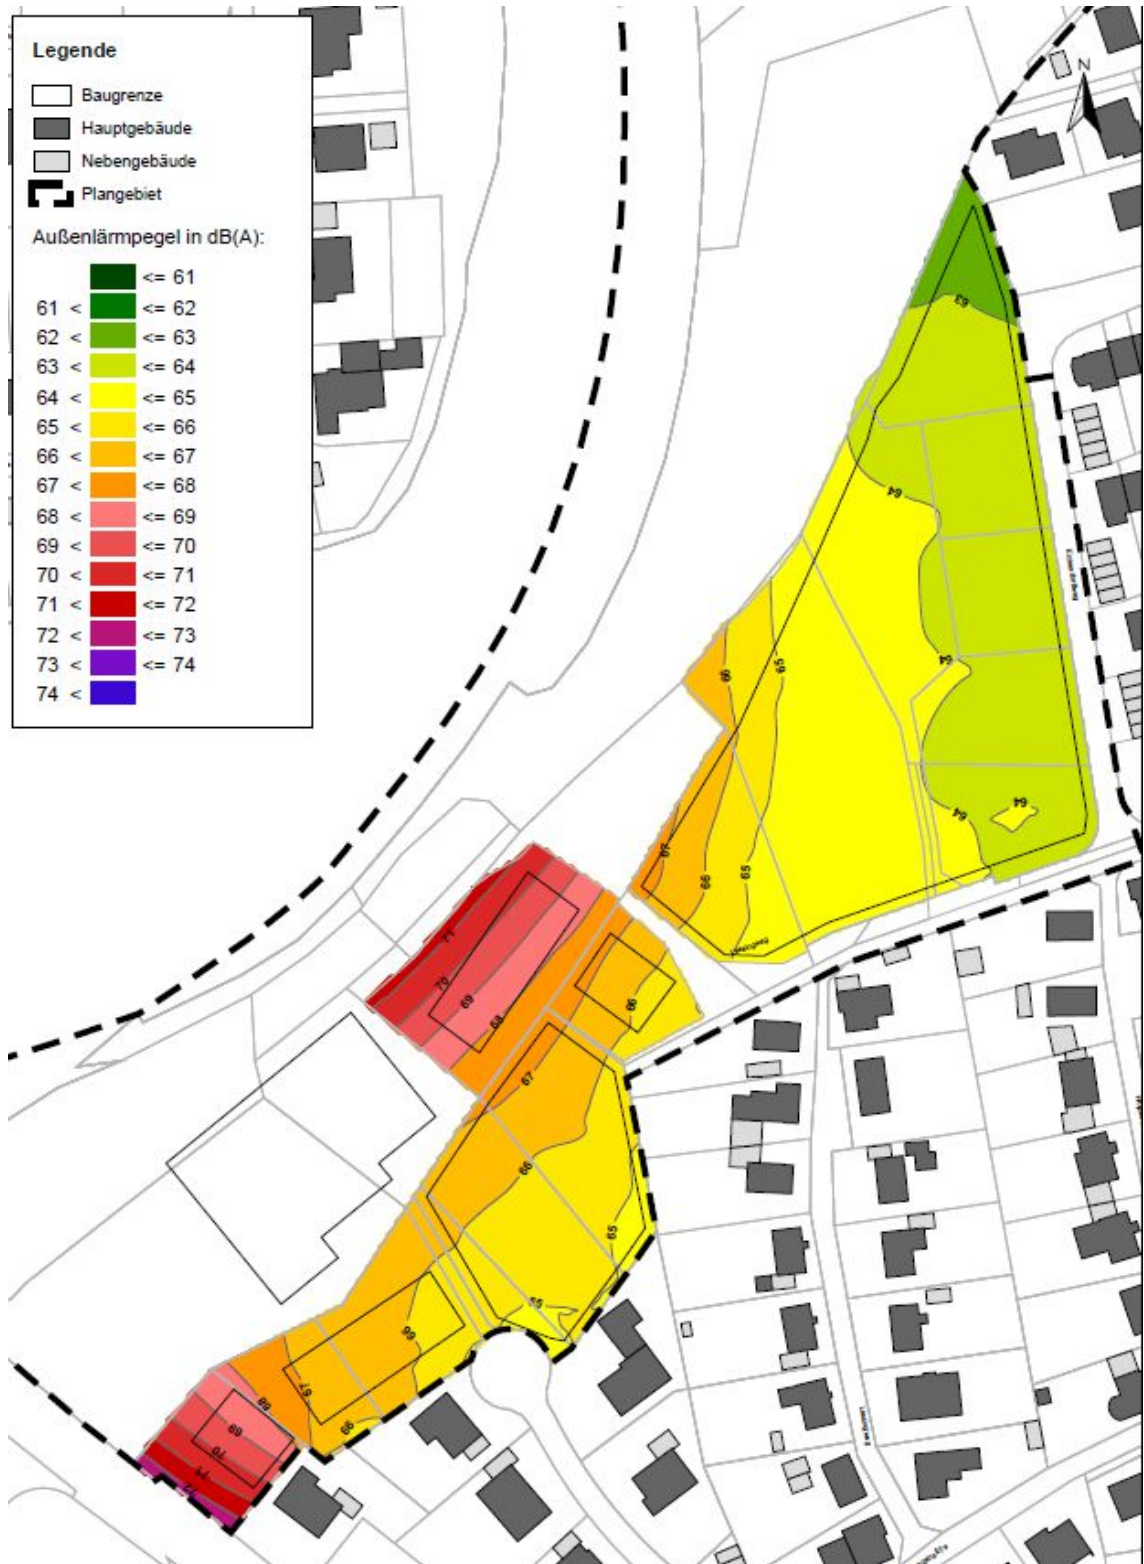 Legende
Baugrenze
Hauptgebäude
Nebengebäude
Plangebiet
Außenlärmpegel in dB(A):
<= 61
61 < <= 62
62 < <= 63
63 < <= 64
64 < <= 65
65 < <= 66
66 < <= 67
67 < <= 68
68 < <= 69
69 < <= 70
70 < <= 71
71 < <= 72
72 < <= 73
73 < <= 74
74 <
N
63
64
64
66
65
64
64
67
66
65
71
70
69
68
66
67
66
65
65
66
67
68
66
69
70
71
72